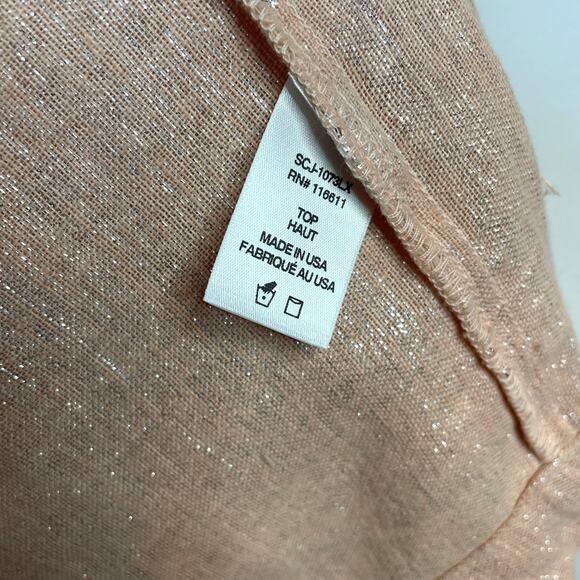 SCJ-1073LX
RN# 116611
TOP
HAUT
MADE IN USA
FABRIQUÉ AU USA